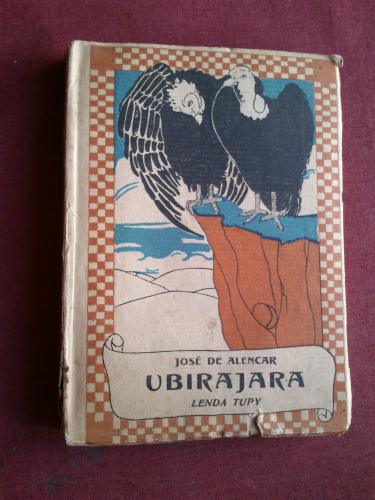 JOSÉ DE ALENCAR
UBIRAJARA
LENDA TUPY